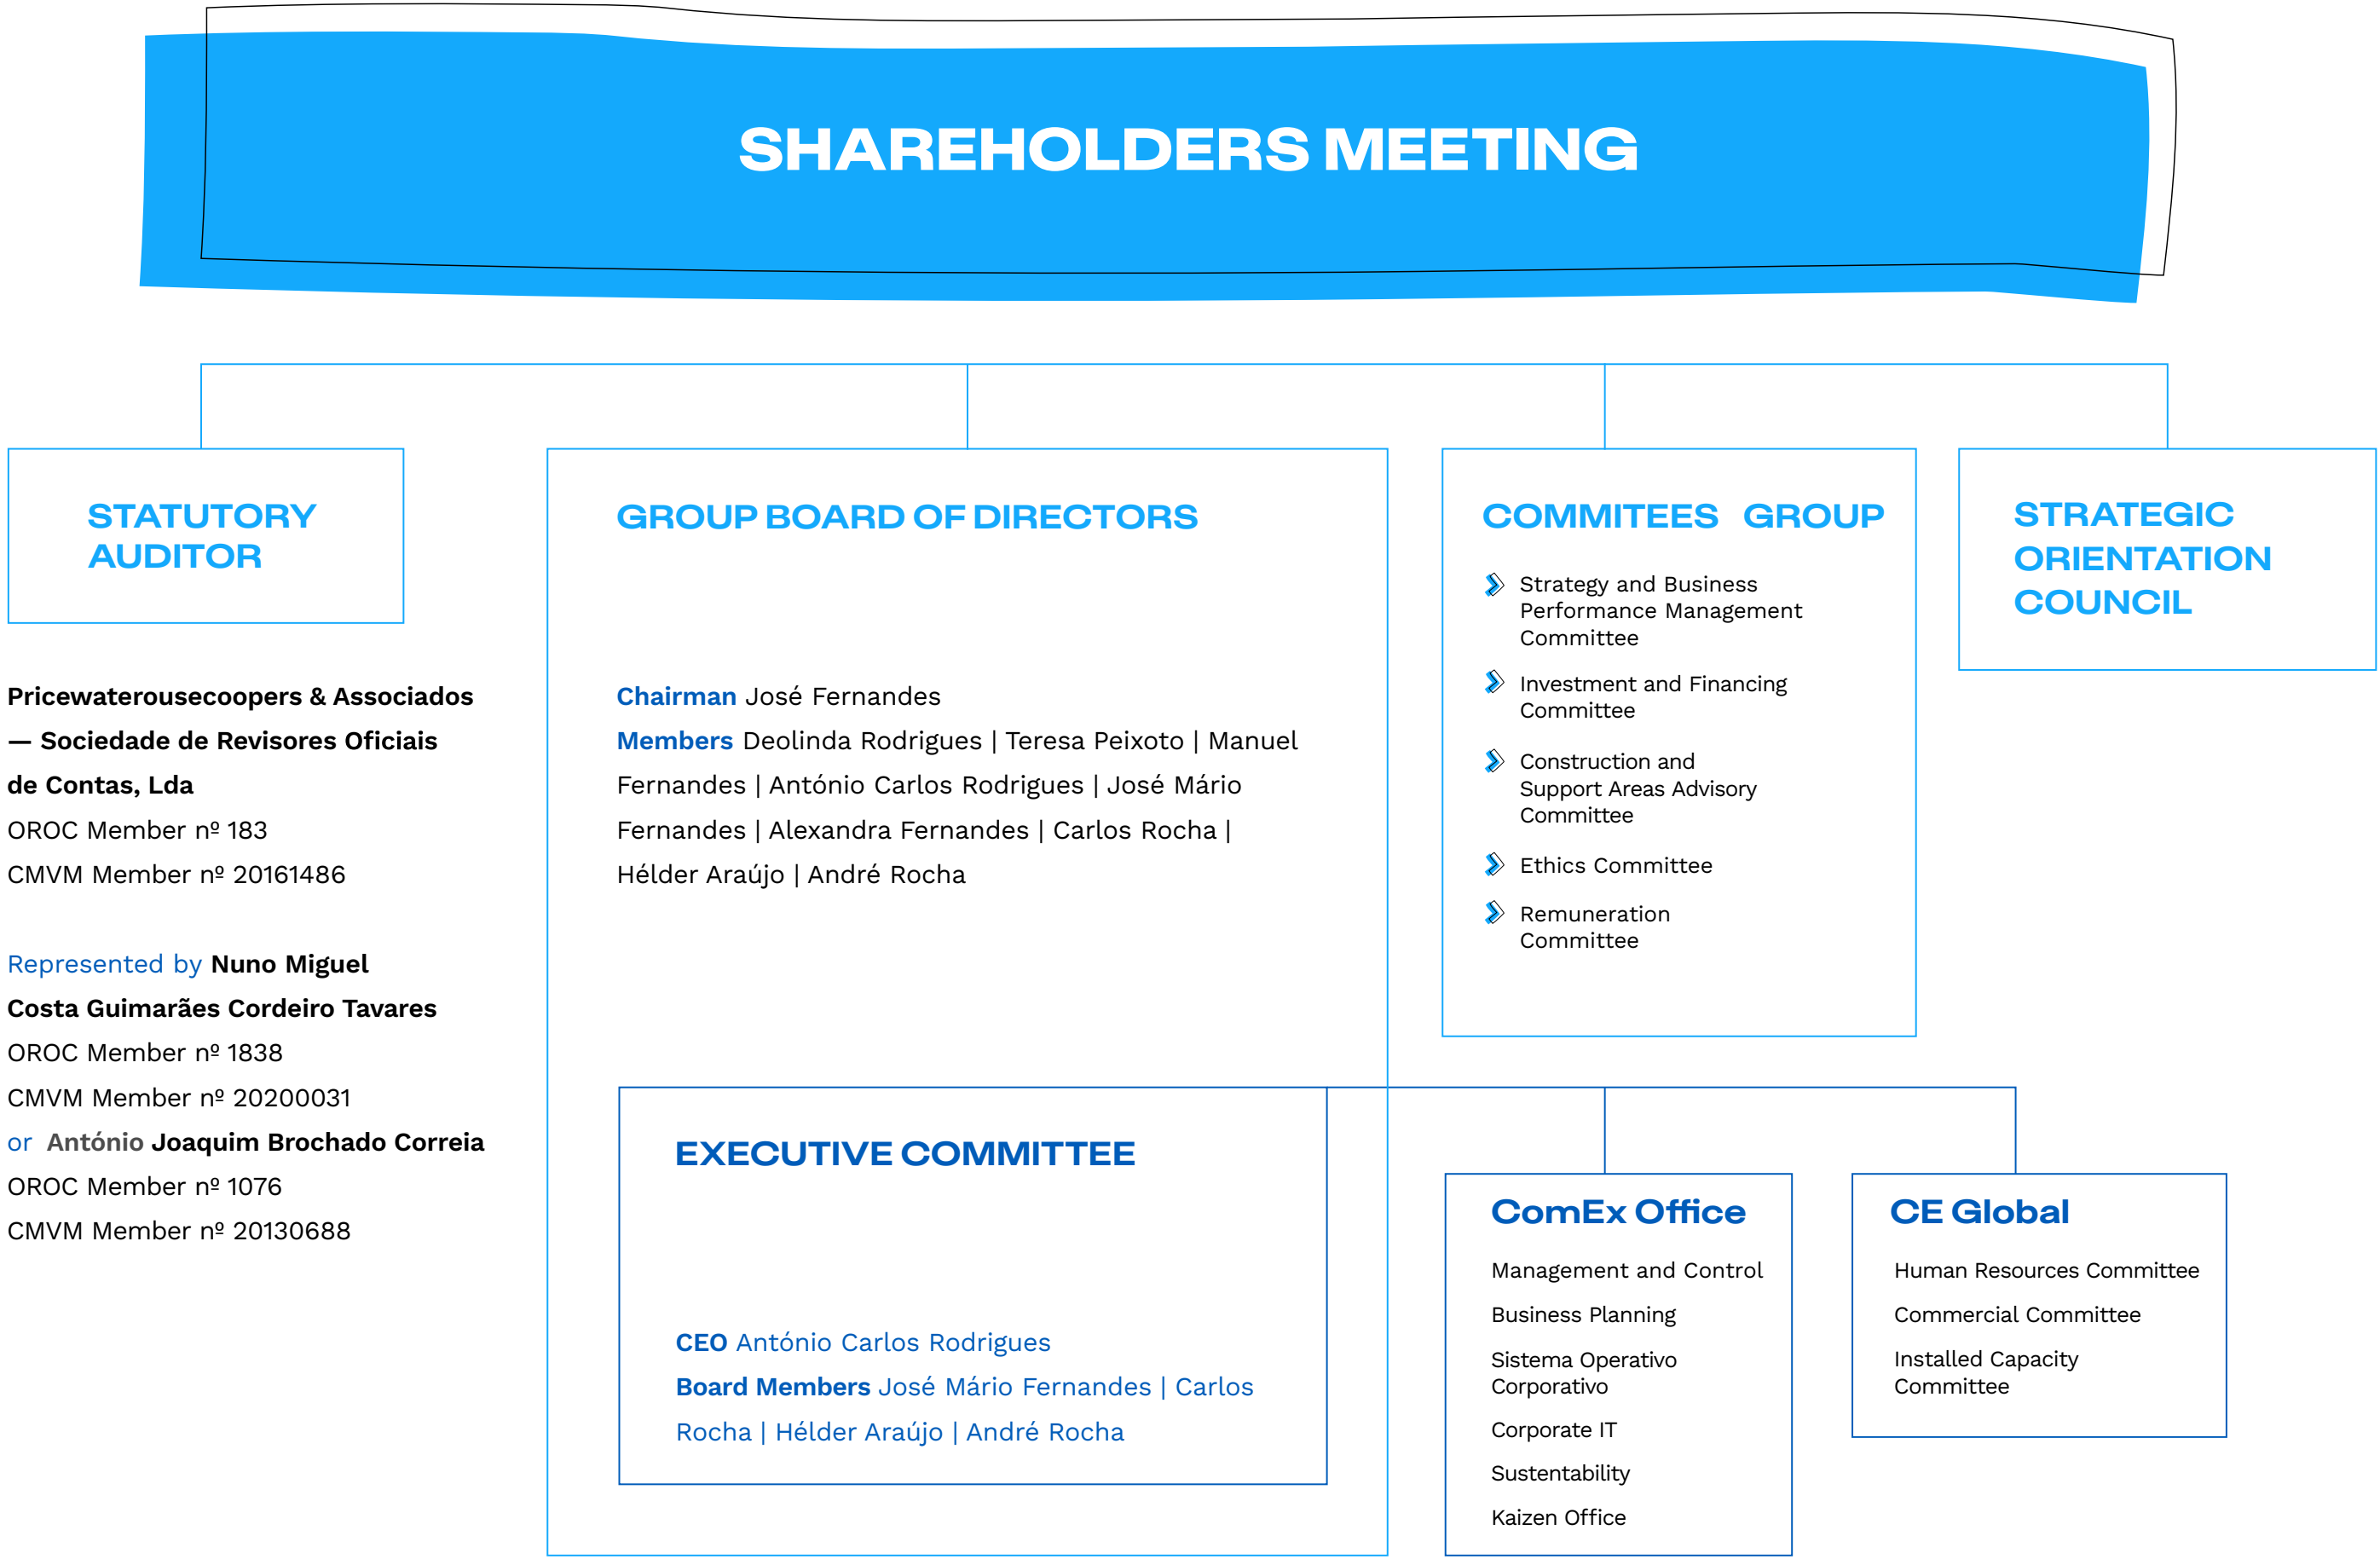 SHAREHOLDERS MEETING
STATUTORY
AUDITOR
Pricewaterousecoopers & Associados
— Sociedade de Revisores Oficiais
de Contas, Lda
OROC Member nº 183
CMVM Member nº 20161486
Represented by Nuno Miguel
Costa Guimarães Cordeiro Tavares
OROC Member nº 1838
CMVM Member nº 20200031
or António Joaquim Brochado Correia
OROC Member nº 1076
CMVM Member nº 20130688
GROUP BOARD OF DIRECTORS
Chairman José Fernandes
Members Deolinda Rodrigues | Teresa Peixoto | Manuel
Fernandes | António Carlos Rodrigues | José Mário
Fernandes | Alexandra Fernandes | Carlos Rocha |
Hélder Araújo | André Rocha
EXECUTIVE COMMITTEE
CEO António Carlos Rodrigues
Board Members José Mário Fernandes | Carlos
Rocha | Hélder Araújo | André Rocha
COMMITEES GROUP
Strategy and Business
Performance Management
Committee
Investment and Financing
Committee
Construction and
Support Areas Advisory
Committee
Ethics Committee
Remuneration
Committee
STRATEGIC
ORIENTATION
COUNCIL
ComEx Office
Management and Control
Business Planning
Sistema Operativo
Corporativo
Corporate IT
Sustentability
Kaizen Office
CE Global
Human Resources Committee
Commercial Committee
Installed Capacity
Committee